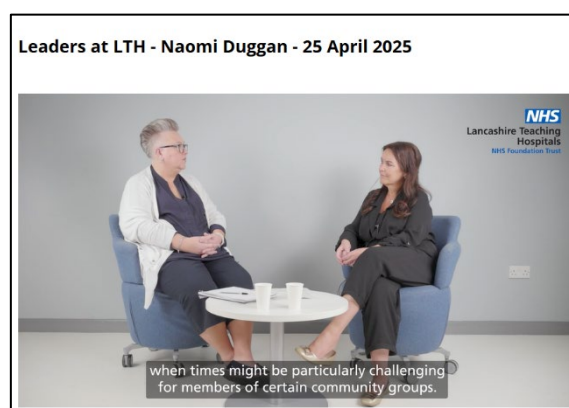 Leaders at LTH - Naomi Duggan - 25 April 2025
NHS
Lancashire Teaching
Hospitals
NHS Foundation Trust
when times might be particularly challenging
for members of certain community groups.